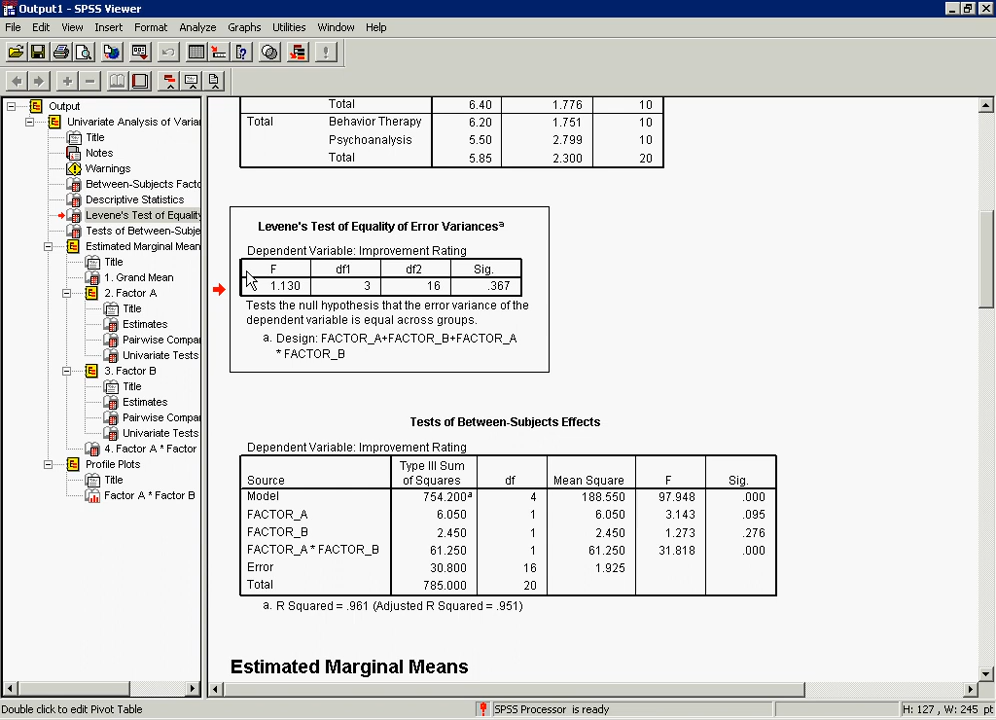 Output1 - SPSS Viewer
File Edit View Insert Format Analyze Graphs Utilities Window Help
Output
Univariate Analysis of Varian
Title
Notes
Warnings
Between-Subjects Facto
Descriptive Statistics
Levene's Test of Equality
Tests of Between-Subje
Estimated Marginal Mean
Title
1. Grand Mean
2. Factor A
Title
Estimates
Pairwise Compa
Univariate Tests
3. Factor B
Title
Estimates
Pairwise Compa
Univariate Tests
4. Factor A * Factor
Profile Plots
Title
Factor A * Factor B
Total 6.40 1.776 10
Total Behavior Therapy 6.20 1.751 10
Psychoanalysis 5.50 2.799 10
Total 5.85 2.300 20
Levene's Test of Equality of Error Variancesª
Dependent Variable: Improvement Rating
F df1 df2 Sig.
1.130 3 16 .367
Tests the null hypothesis that the error variance of the
dependent variable is equal across groups.
a. Design: FACTOR_A+FACTOR_B+FACTOR_A
* FACTOR_B
Tests of Between-Subjects Effects
Dependent Variable: Improvement Rating
Type III Sum
Source of Squares df Mean Square F Sig.
Model 754.200ª 4 188.550 97.948 .000
FACTOR_A 6.050 1 6.050 3.143 .095
FACTOR_B 2.450 1 2.450 1.273 .276
FACTOR_A * FACTOR_B 61.250 1 61.250 31.818 .000
Error 30.800 16 1.925
Total 785.000 20
a. R Squared = .961 (Adjusted R Squared = .951)
Estimated Marginal Means
Double click to edit Pivot Table
SPSS Processor is ready
H: 127 , W: 245 pt